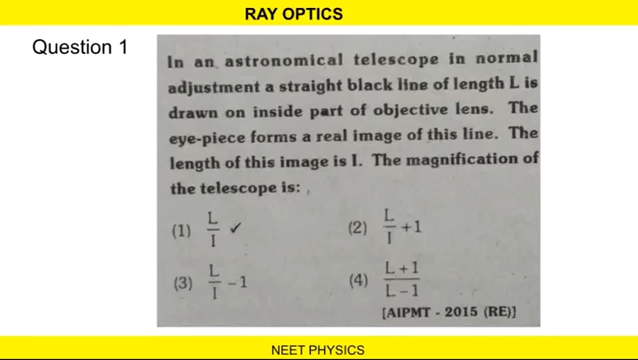 RAY OPTICS
Question 1
In an astronomical telescope in normal
adjustment a straight black line of length L is
drawn on inside part of objective lens. The
eye-piece forms a real image of this line. The
length of this image is I. The magnification of
the telescope is:
(1) L/I ✓ (2) L/I +1
(3) L/I −1 (4) L+1/L−1
[AIPMT - 2015 (RE)]
NEET PHYSICS